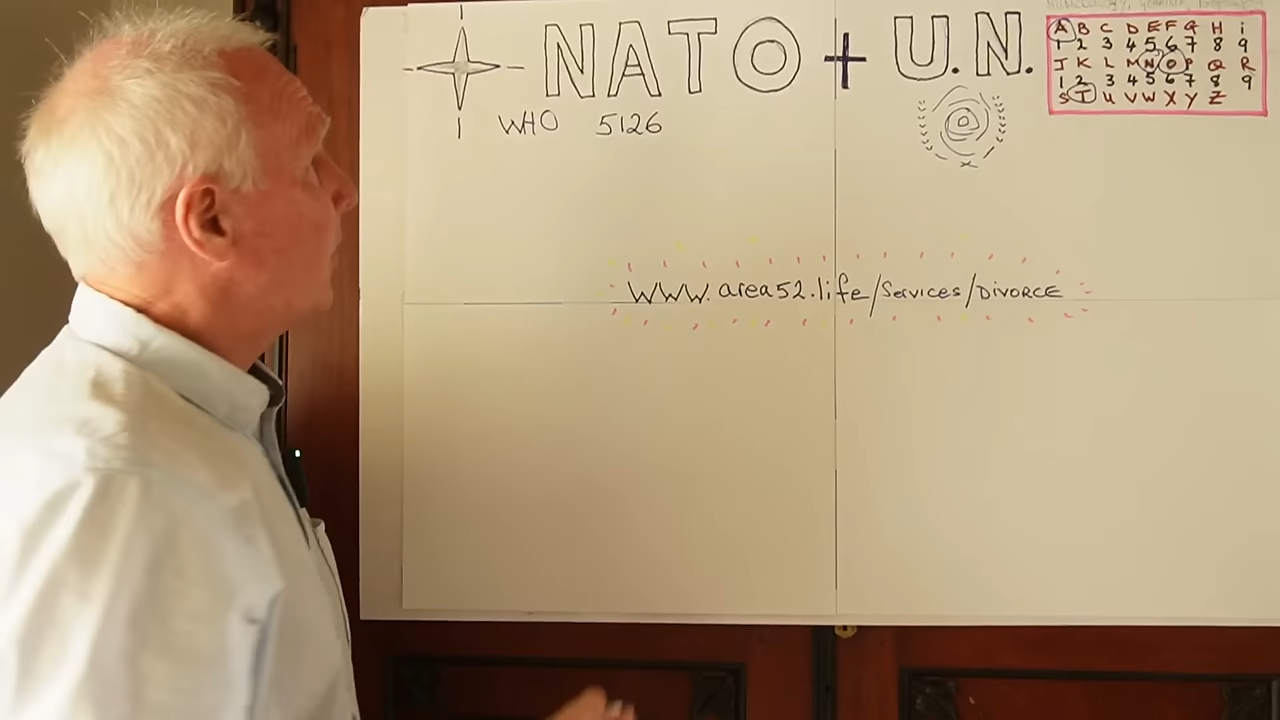 NATO + U.N.
WHO 5126
A B C D E F G H i
1 2 3 4 5 6 7 8 9
J K L M N O P Q R
1 2 3 4 5 6 7 8 9
S T U V W X Y Z
www.area52.life/Services/DIVORCE